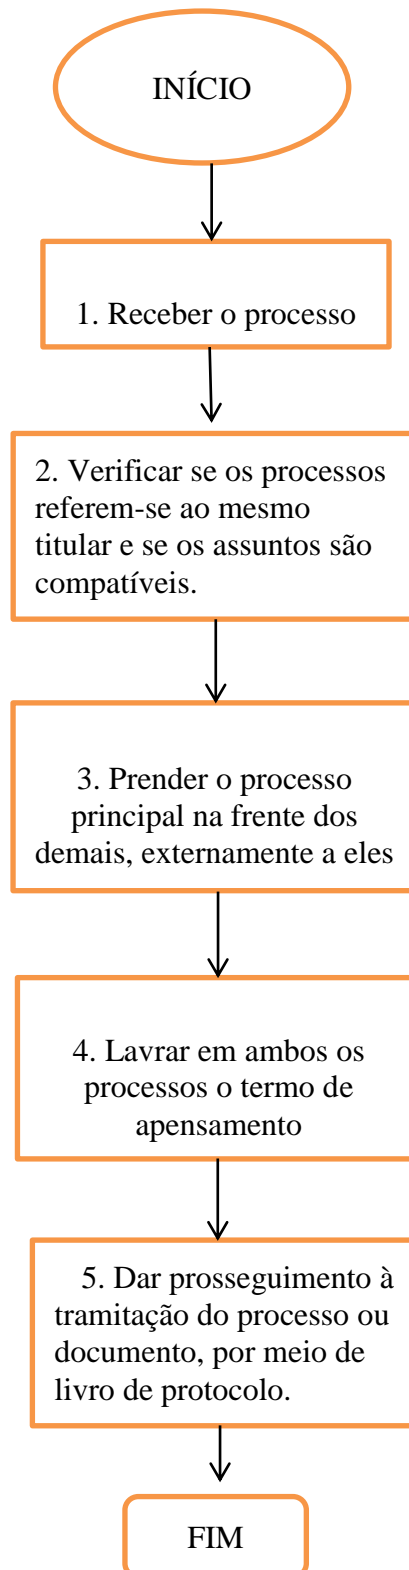 INÍCIO
1. Receber o processo
2. Verificar se os processos
referem-se ao mesmo
titular e se os assuntos são
compatíveis.
3. Prender o processo
principal na frente dos
demais, externamente a eles
4. Lavrar em ambos os
processos o termo de
apensamento
5. Dar prosseguimento à
tramitação do processo ou
documento, por meio de
livro de protocolo.
FIM